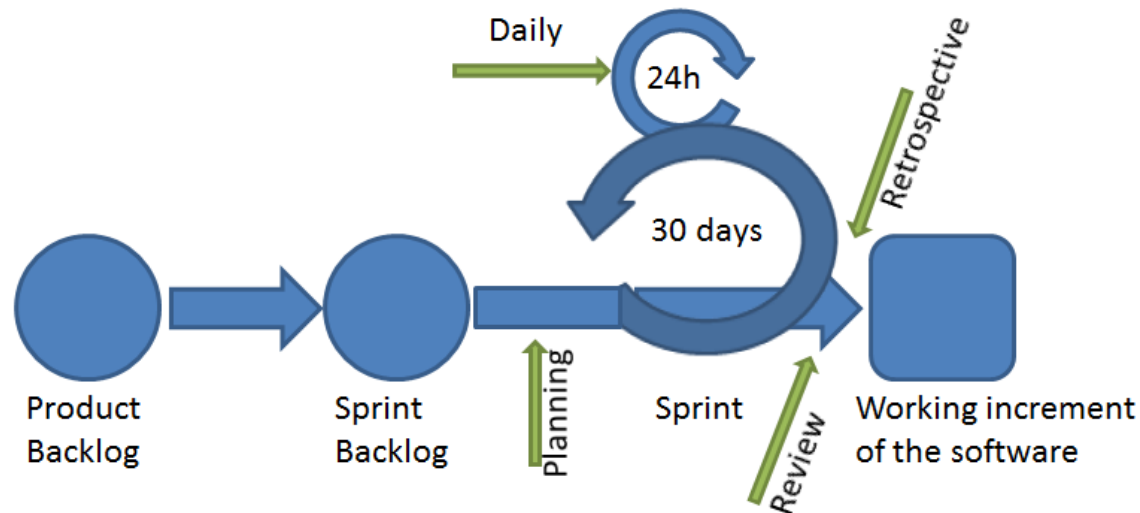 Daily
24h
Retrospective
30 days
Product
Backlog
Sprint
Backlog
Planning
Sprint
Review
Working increment
of the software